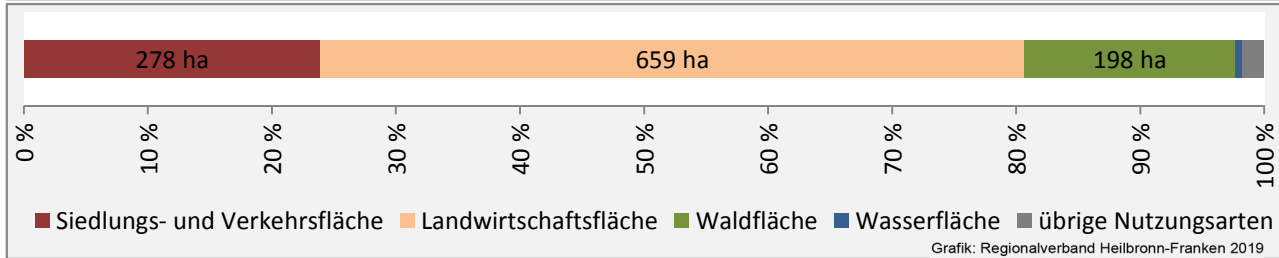 278 ha 659 ha 198 ha
0 % 10 % 20 % 30 % 40 % 50 % 60 % 70 % 80 % 90 % 100 %
Siedlungs- und Verkehrsfläche Landwirtschaftsfläche Waldfläche Wasserfläche übrige Nutzungsarten
Grafik: Regionalverband Heilbronn-Franken 2019